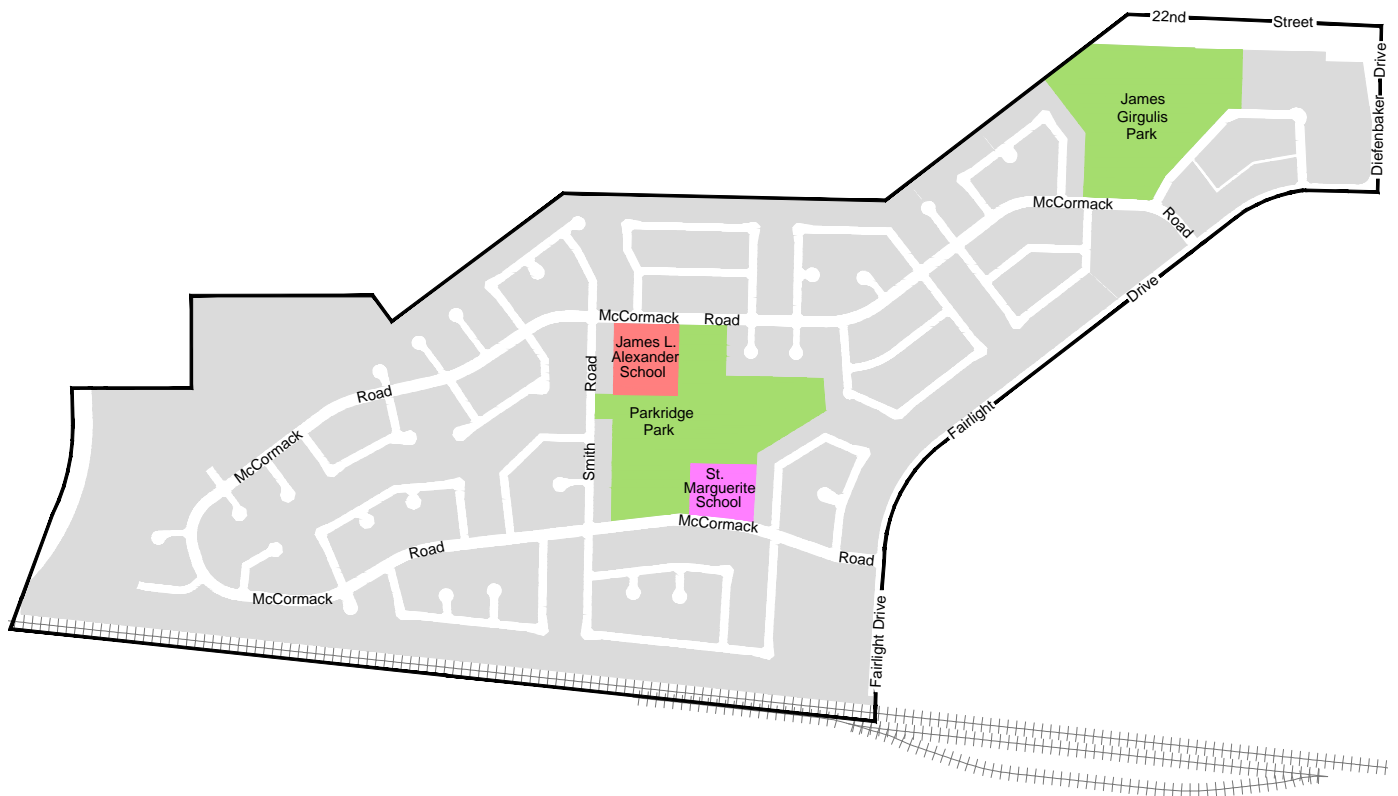 22nd
Street
Drive
Diefenbaker
James
Girgulis
Park
McCormack
Road
Drive
Fairlight
McCormack
Road
James L.
Alexander
School
Road
Parkridge
Park
Road
McCormack
Smith
St.
Marguerite
School
McCormack
Road
Road
McCormack
Fairlight Drive